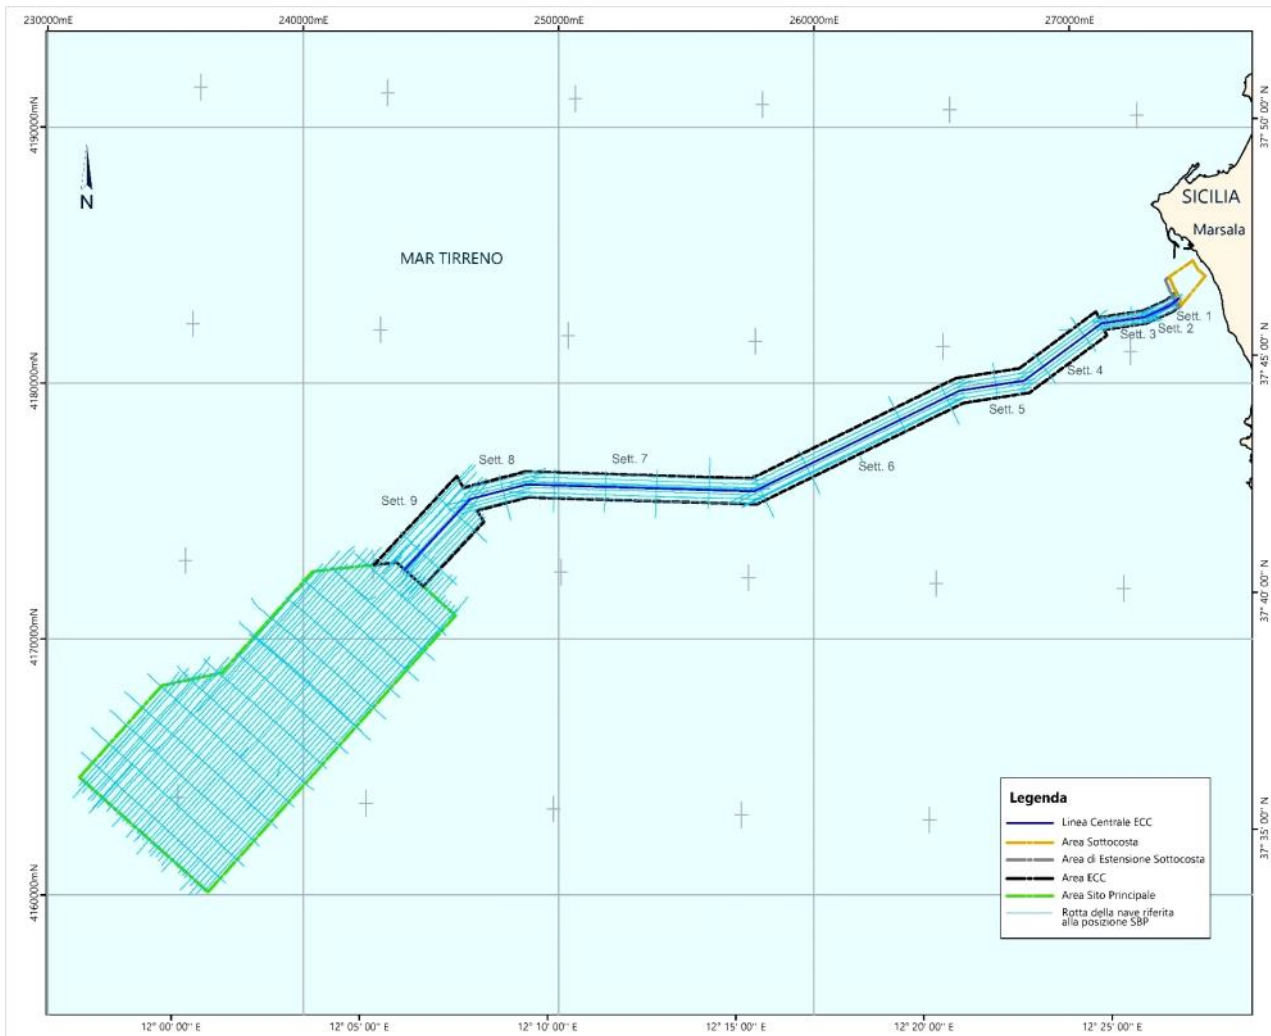 230000mE 240000mE 250000mE 260000mE 270000mE
4190000mN
37° 50' 00'' N
N
SICILIA
Marsala
MAR TIRRENO
Sett. 1
Sett. 2
Sett. 3
37° 45' 00'' N
Sett. 4
4180000mN
Sett. 5
Sett. 6
Sett. 7
Sett. 8
Sett. 9
37° 40' 00'' N
4170000mN
Legenda
Linea Centrale ECC
Area Sottocosta
Area di Estensione Sottocosta
Area ECC
Area Sito Principale
Rotta della nave riferita
alla posizione SBP
37° 35' 00'' N
4160000mN
12° 00' 00'' E 12° 05' 00'' E 12° 10' 00'' E 12° 15' 00'' E 12° 20' 00'' E 12° 25' 00'' E